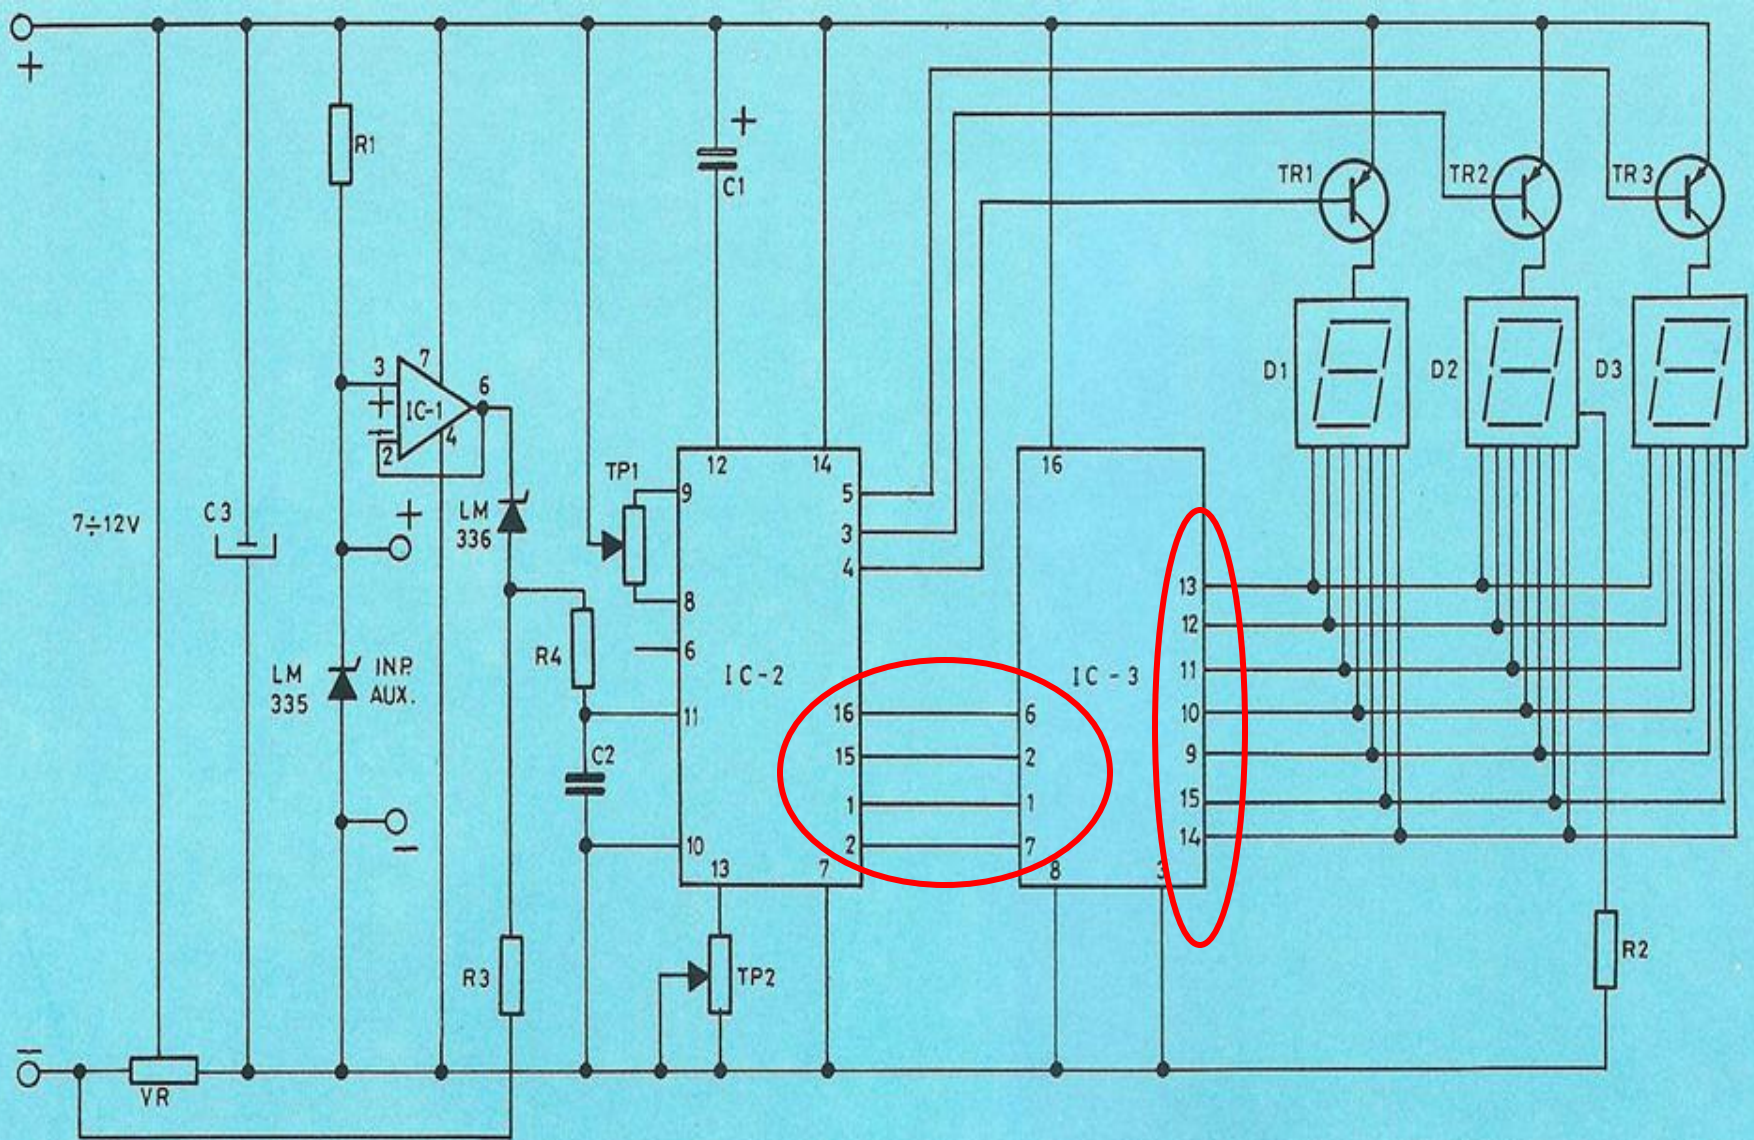 +
R1
+
C1
TR1
TR2
TR3
3
7
6
+
IC-1
−
4
2
D1
D2
D3
7÷12V
C3
+
LM
336
TP1
12
14
16
9
5
3
4
8
6
R4
IC-2
IC-3
13
12
11
10
9
15
14
LM
335
INP.
AUX.
11
16
6
15
2
1
1
2
7
C2
10
13
7
8
3
−
R3
TP2
R2
−
VR